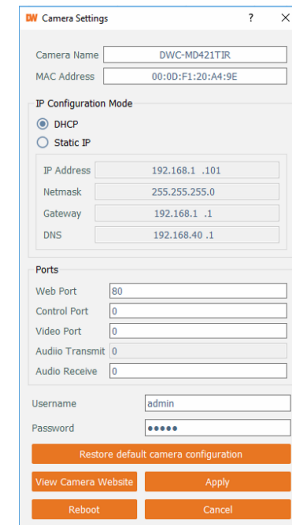 DW Camera Settings ? ×
Camera Name DWC-MD421TIR
MAC Address 00:0D:F1:20:A4:9E
IP Configuration Mode
DHCP
Static IP
IP Address 192.168.1 .101
Netmask 255.255.255.0
Gateway 192.168.1 .1
DNS 192.168.40 .1
Ports
Web Port 80
Control Port 0
Video Port 0
Audiio Transmit 0
Audio Receive 0
Username admin
Password •••••
Restore default camera configuration
View Camera Website Apply
Reboot Cancel